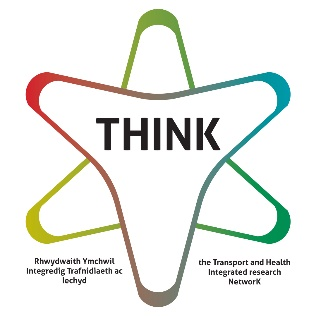 THINK
Rhwydwaith Ymchwil
Integredig Trafnidiaeth ac
Iechyd
the Transport and Health
Integrated research
NetworK